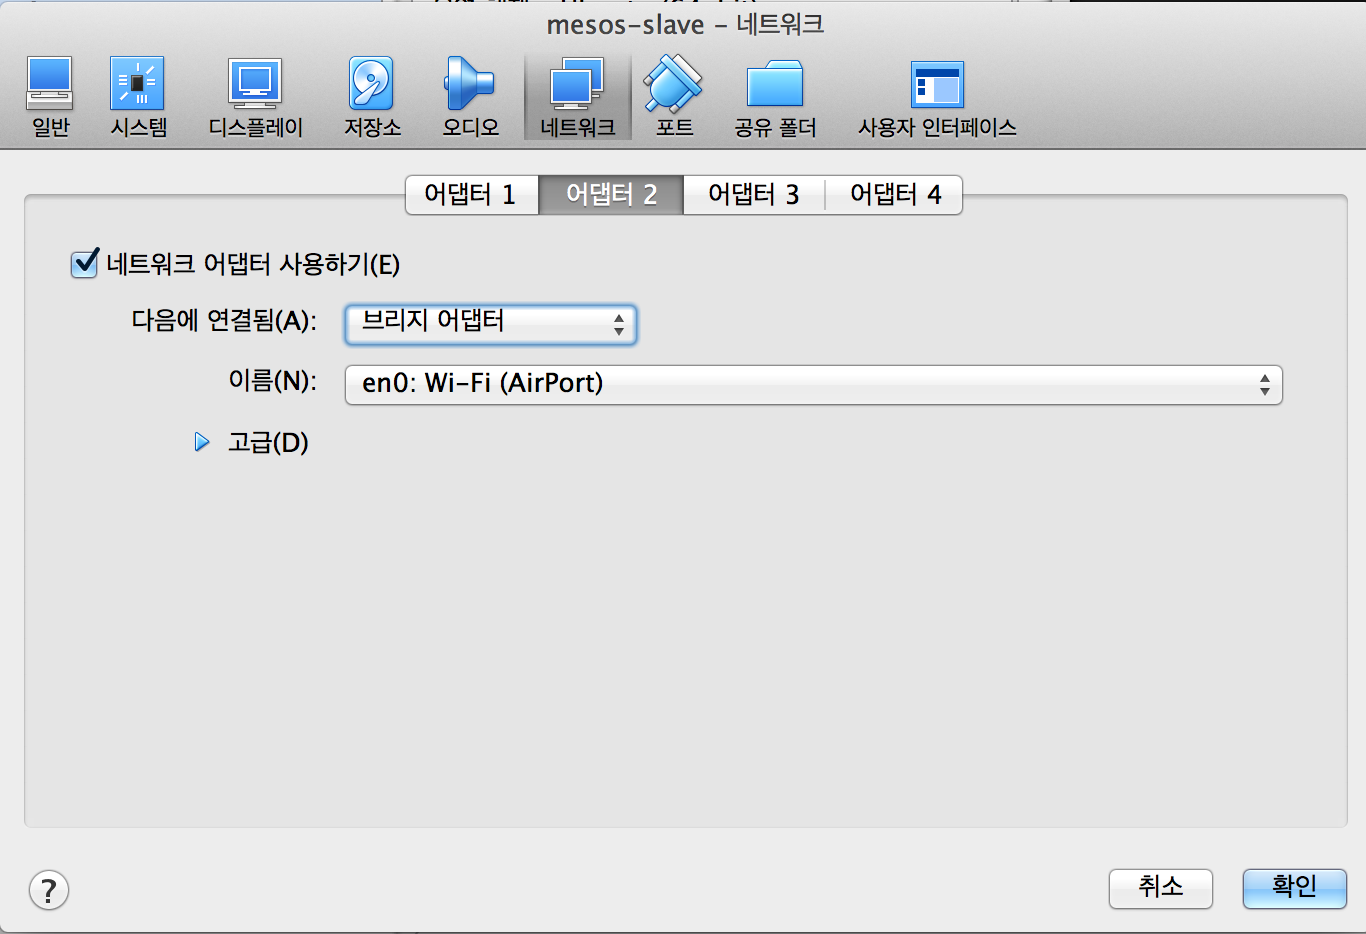 mesos-slave – 네트워크
일반 시스템 디스플레이 저장소 오디오 네트워크 포트 공유 폴더 사용자 인터페이스
어댑터 1 어댑터 2 어댑터 3 어댑터 4
네트워크 어댑터 사용하기(E)
다음에 연결됨(A): 브리지 어댑터
이름(N): en0: Wi-Fi (AirPort)
고급(D)
? 취소 확인